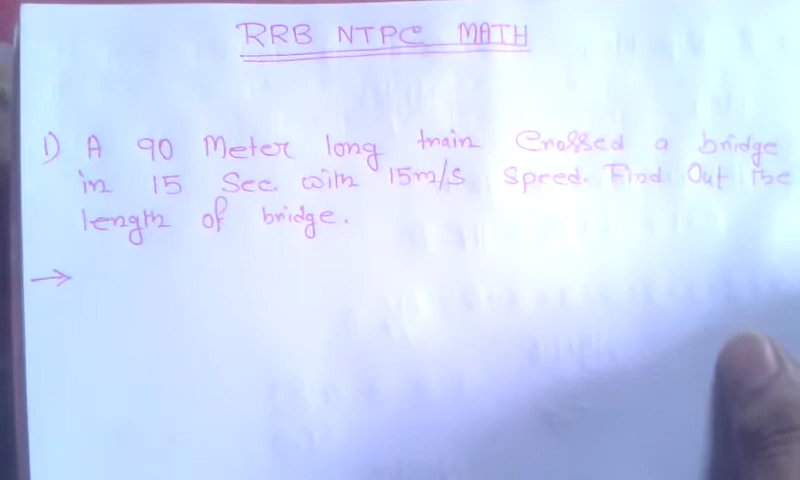 RRB NTPC MATH
1) A 90 Meter long train Crossed a bridge
in 15 Sec. with 15m/s Speed. Find Out the
length of bridge.
→